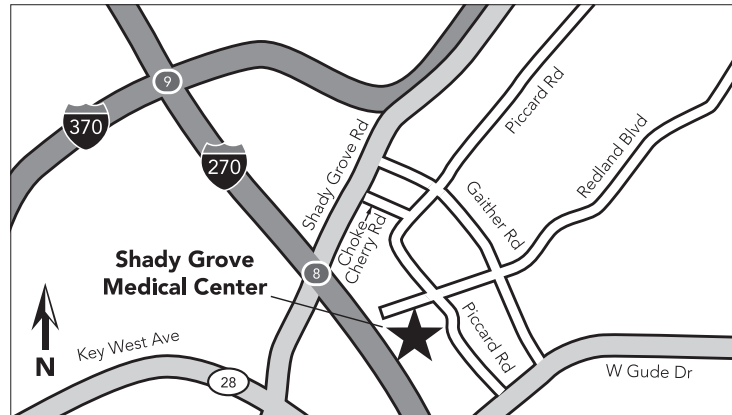 9
370
270
Shady Grove Rd
Piccard Rd
Redland Blvd
Gaither Rd
Choke
Cherry Rd
Shady Grove
Medical Center
8
N
Key West Ave
28
Piccard Rd
W Gude Dr